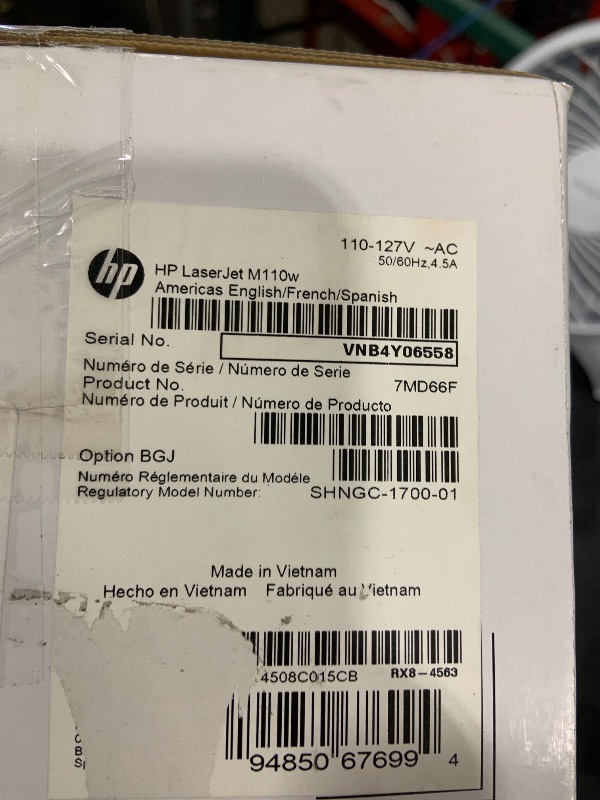 110-127V ~AC
50/60Hz,4.5A
hp
HP LaserJet M110w
Americas English/French/Spanish
Serial No.
VNB4Y06558
Numéro de Série / Número de Serie
Product No.
7MD66F
Numéro de Produit / Número de Producto
Option BGJ
Numéro Réglementaire du Modéle
Regulatory Model Number:
SHNGC-1700-01
Made in Vietnam
Hecho en Vietnam Fabriqué au Vietnam
4508C015CB RX8-4563
94850 67699 4